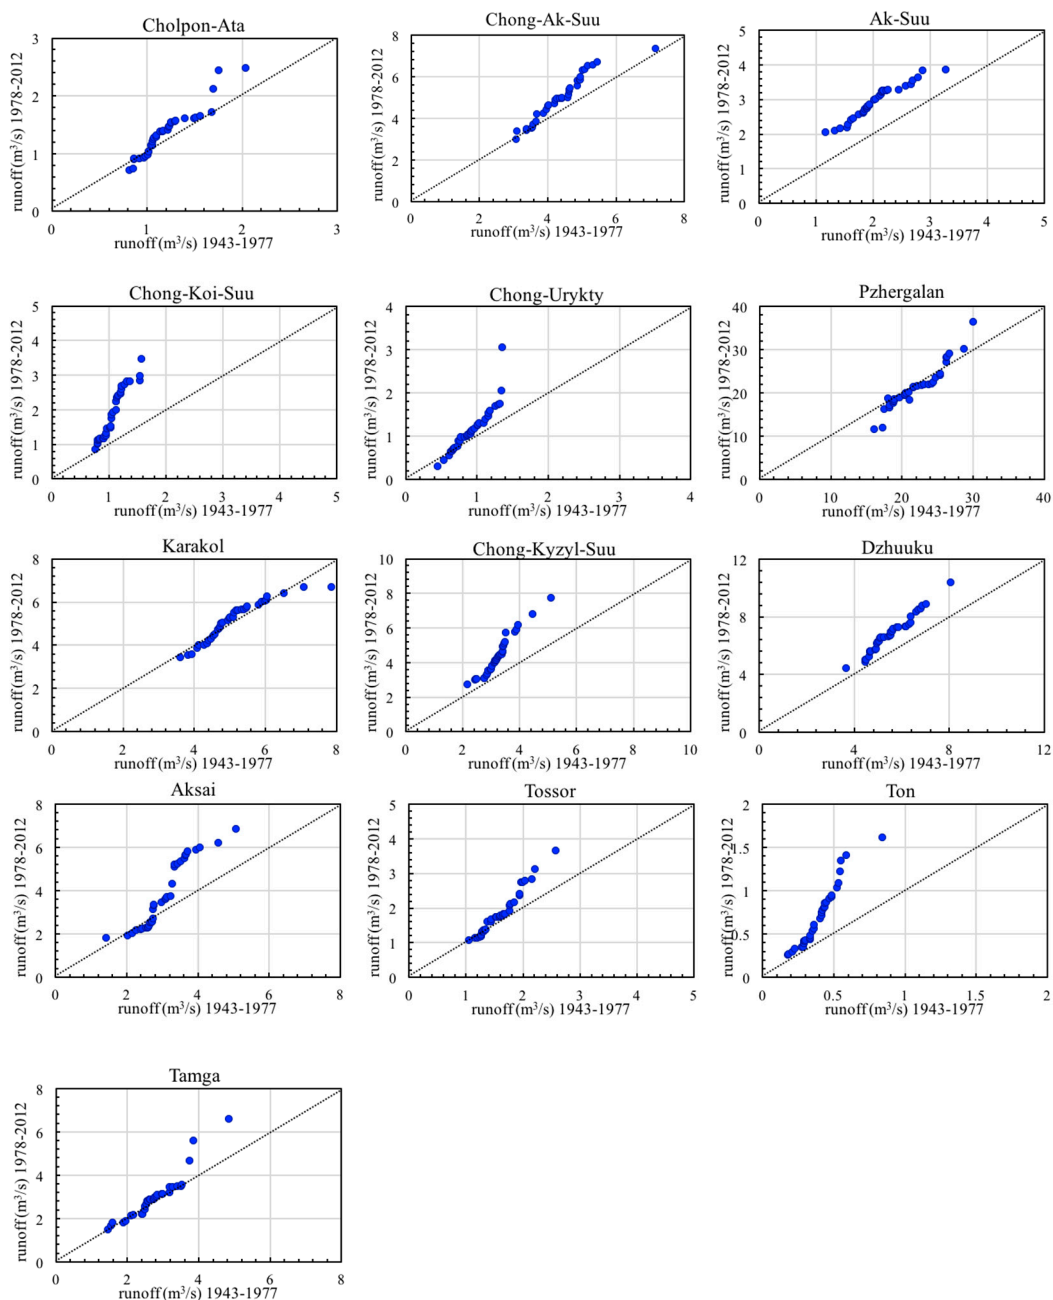 Cholpon-Ata
runoff(m³/s) 1978-2012
3
2
1
0
0 1 2 3
runoff(m³/s) 1943-1977
Chong-Ak-Suu
runoff(m³/s) 1978-2012
8
6
4
2
0
0 2 4 6 8
runoff(m³/s) 1943-1977
Ak-Suu
runoff(m³/s) 1978-2012
5
4
3
2
1
0
0 1 2 3 4 5
runoff(m³/s) 1943-1977
Chong-Koi-Suu
runoff(m³/s) 1978-2012
5
4
3
2
1
0
0 1 2 3 4 5
runoff(m³/s) 1943-1977
Chong-Urykty
runoff(m³/s) 1978-2012
4
3
2
1
0
0 1 2 3 4
runoff(m³/s) 1943-1977
Pzhergalan
runoff(m³/s) 1978-2012
40
30
20
10
0
0 10 20 30 40
runoff(m³/s) 1943-1977
Karakol
runoff(m³/s) 1978-2012
8
6
4
2
0
0 2 4 6 8
runoff(m³/s) 1943-1977
Chong-Kyzyl-Suu
runoff(m³/s) 1978-2012
10
8
6
4
2
0
0 2 4 6 8 10
runoff(m³/s) 1943-1977
Dzhuuku
runoff(m³/s) 1978-2012
12
8
4
0
0 4 8 12
runoff(m³/s) 1943-1977
Aksai
runoff(m³/s) 1978-2012
8
6
4
2
0
0 2 4 6 8
runoff(m³/s) 1943-1977
Tossor
runoff(m³/s) 1978-2012
5
4
3
2
1
0
0 1 2 3 4 5
runoff(m³/s) 1943-1977
Ton
runoff(m³/s) 1978-2012
2
1.5
1
0.5
0
0 0.5 1 1.5 2
runoff(m³/s) 1943-1977
Tamga
runoff(m³/s) 1978-2012
8
6
4
2
0
0 2 4 6 8
runoff(m³/s) 1943-1977